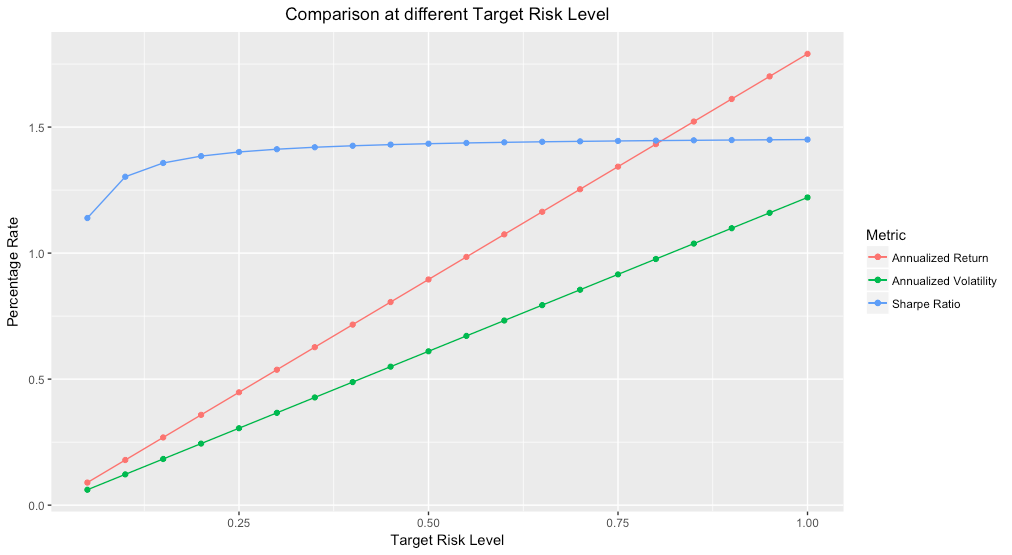 Comparison at different Target Risk Level
Percentage Rate
1.5
1.0
0.5
0.0
0.25
0.50
0.75
1.00
Target Risk Level
Metric
Annualized Return
Annualized Volatility
Sharpe Ratio